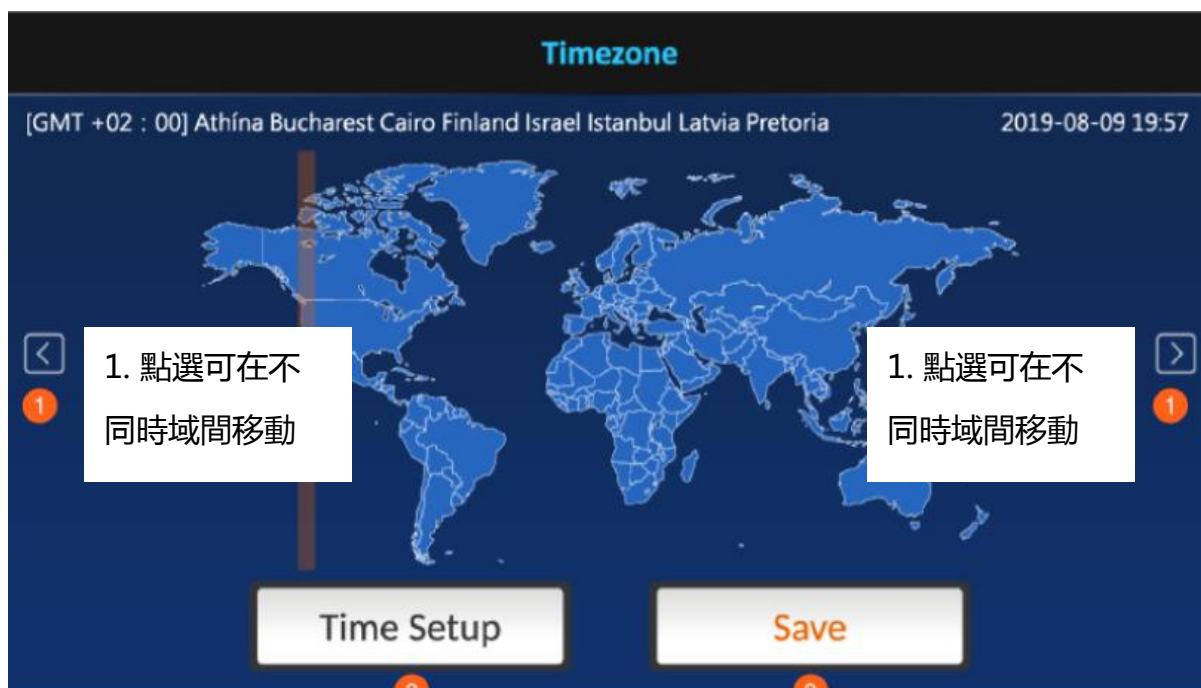 Timezone
[GMT +02 : 00] Athína Bucharest Cairo Finland Israel Istanbul Latvia Pretoria
2019-08-09 19:57
1. 點選可在不
同時域間移動
1
1. 點選可在不
同時域間移動
1
Time Setup
Save